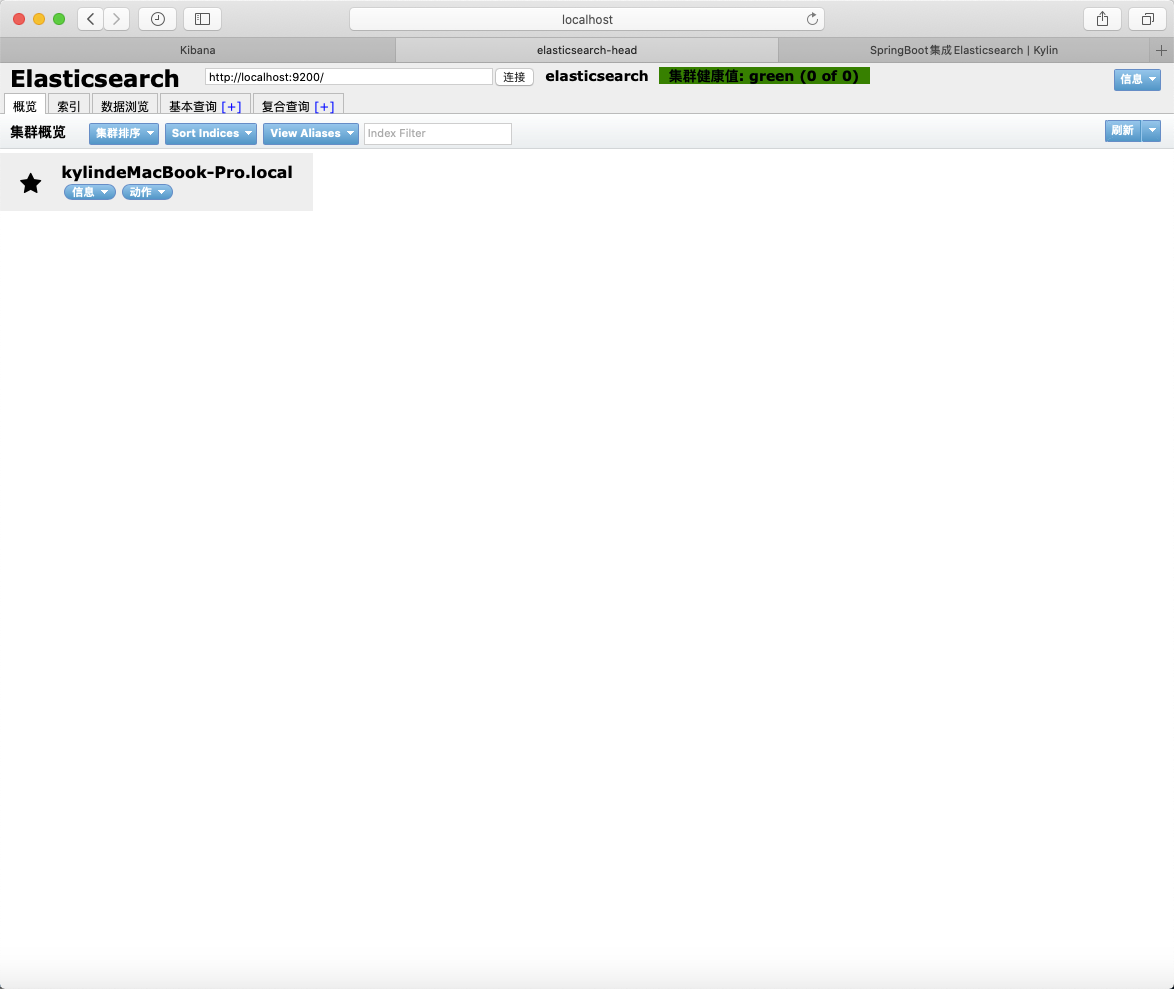 localhost
Kibana
elasticsearch-head
SpringBoot集成Elasticsearch | Kylin
Elasticsearch
http://localhost:9200/
连接
elasticsearch
集群健康值: green (0 of 0)
信息
概览
索引
数据浏览
基本查询 [+]
复合查询 [+]
集群概览
集群排序
Sort Indices
View Aliases
Index Filter
刷新
kylindeMacBook-Pro.local
信息
动作